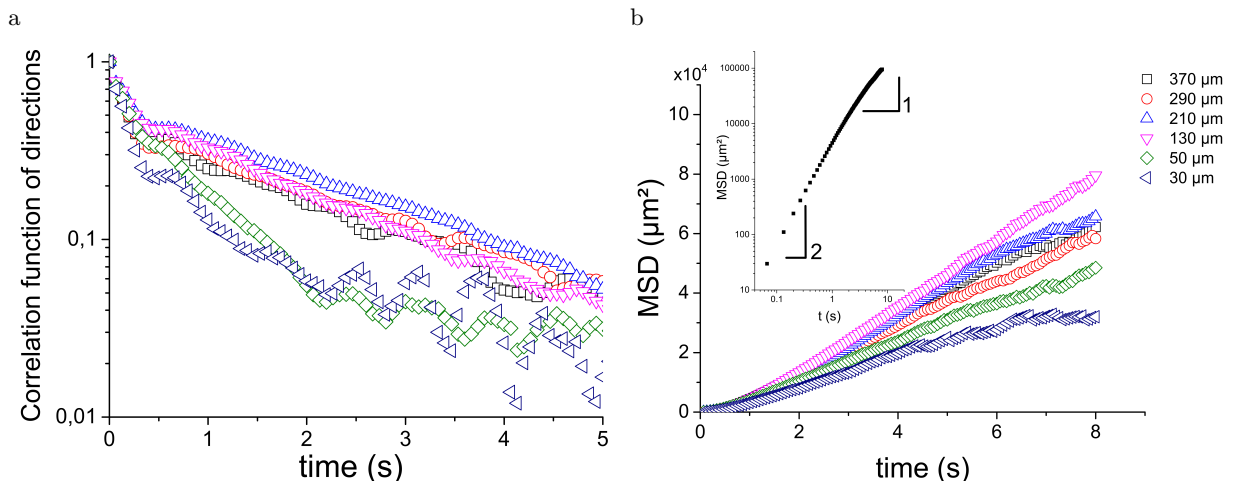 a
Correlation function of directions
1
0,1
0,01
0
1
2
3
4
5
time (s)
b
MSD (µm²)
x10⁴
10
8
6
4
2
0
0
2
4
6
8
time (s)
MSD (µm²)
100000
10000
1000
100
10
0.1
1
10
t (s)
1
2
370 µm
290 µm
210 µm
130 µm
50 µm
30 µm